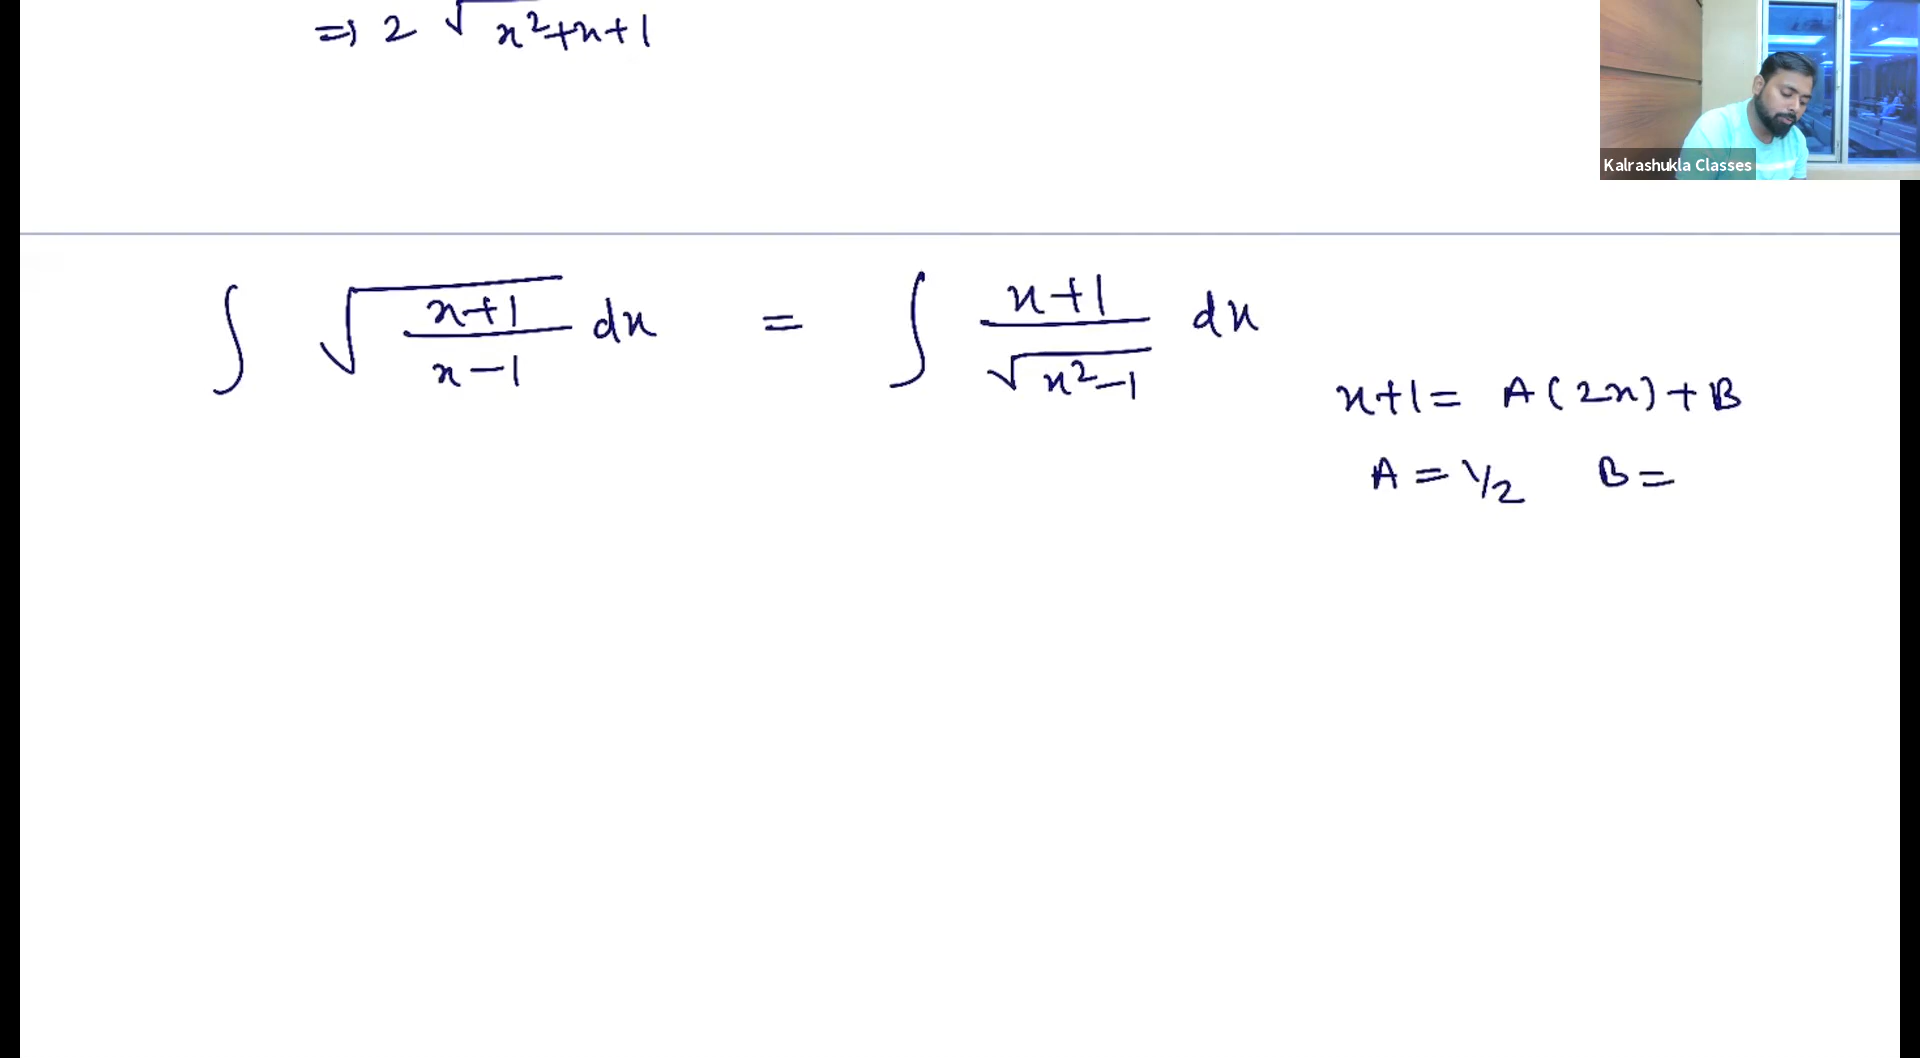 => 2 √x²+x+1
Kalrashukla Classes
∫ √(x+1/x-1) dx = ∫ x+1/√x²-1 dx
x+1 = A(2x)+B
A = 1/2 B =